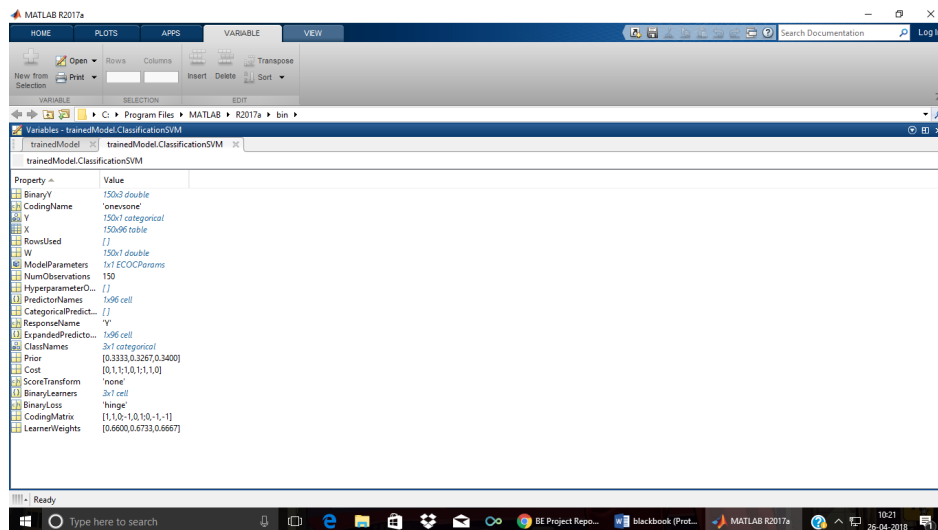 MATLAB R2017a
HOME PLOTS APPS VARIABLE VIEW
Search Documentation Log I
New from Selection Open Print Rows Columns Insert Delete Transpose Sort
VARIABLE SELECTION EDIT
C: Program Files MATLAB R2017a bin
Variables - trainedModel.ClassificationSVM
trainedModel trainedModel.ClassificationSVM
trainedModel.ClassificationSVM
Property Value
BinaryY 150x3 double
CodingName 'onevsone'
Y 150x1 categorical
X 150x96 table
RowsUsed []
W 150x1 double
ModelParameters 1x1 ECOCParams
NumObservations 150
HyperparameterO... []
PredictorNames 1x96 cell
CategoricalPredict... []
ResponseName 'Y'
ExpandedPredicto... 1x96 cell
ClassNames 3x1 categorical
Prior [0.3333,0.3267,0.3400]
Cost [0,1,1;1,0,1;1,1,0]
ScoreTransform 'none'
BinaryLearners 3x1 cell
BinaryLoss 'hinge'
CodingMatrix [1,1,0;-1,0,1;0,-1,-1]
LearnerWeights [0.6600,0.6733,0.6667]
Ready
Type here to search BE Project Repo... blackbook (Prot... MATLAB R2017a 10:21
26-04-2018